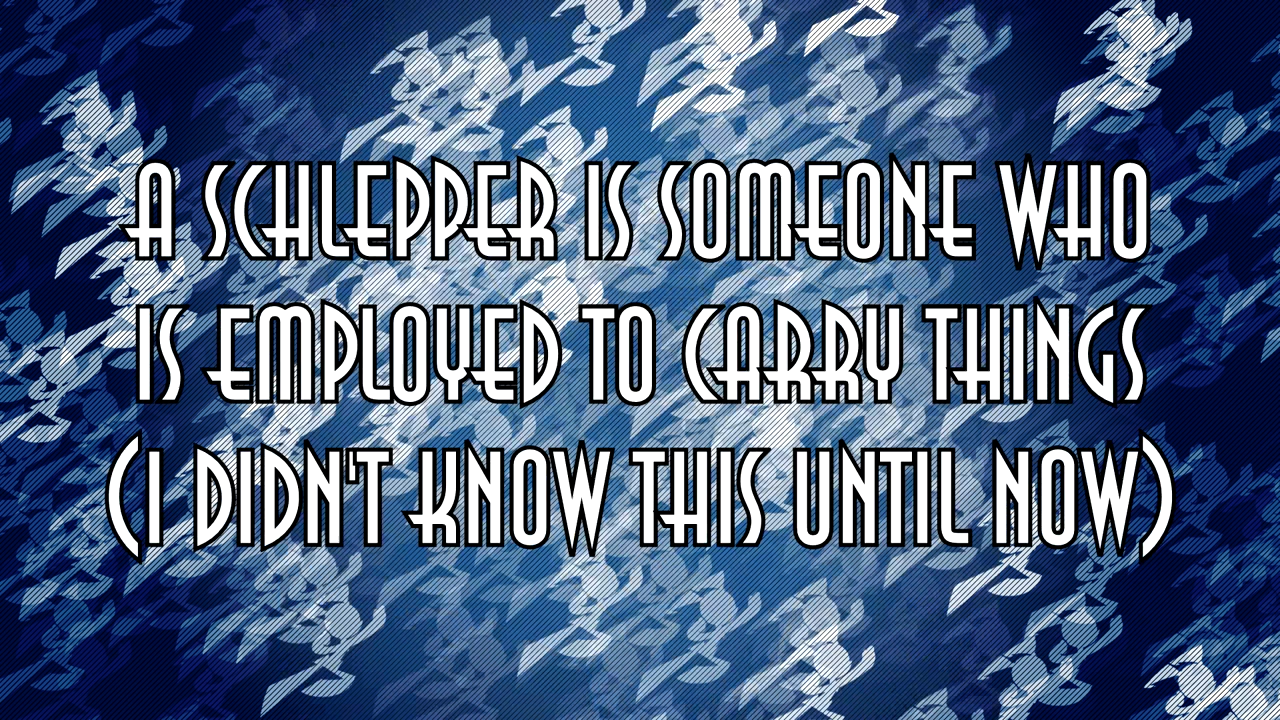 A SCHLEPPER IS SOMEONE WHO
IS EMPLOYED TO CARRY THINGS
(I DIDN'T KNOW THIS UNTIL NOW)